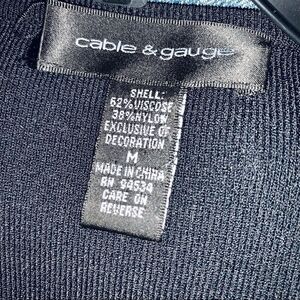 cable & gauge
SHELL:
62% VISCOSE
38% NYLON
EXCLUSIVE OF
DECORATION
M
MADE IN CHINA
RN 94534
CARE ON
REVERSE